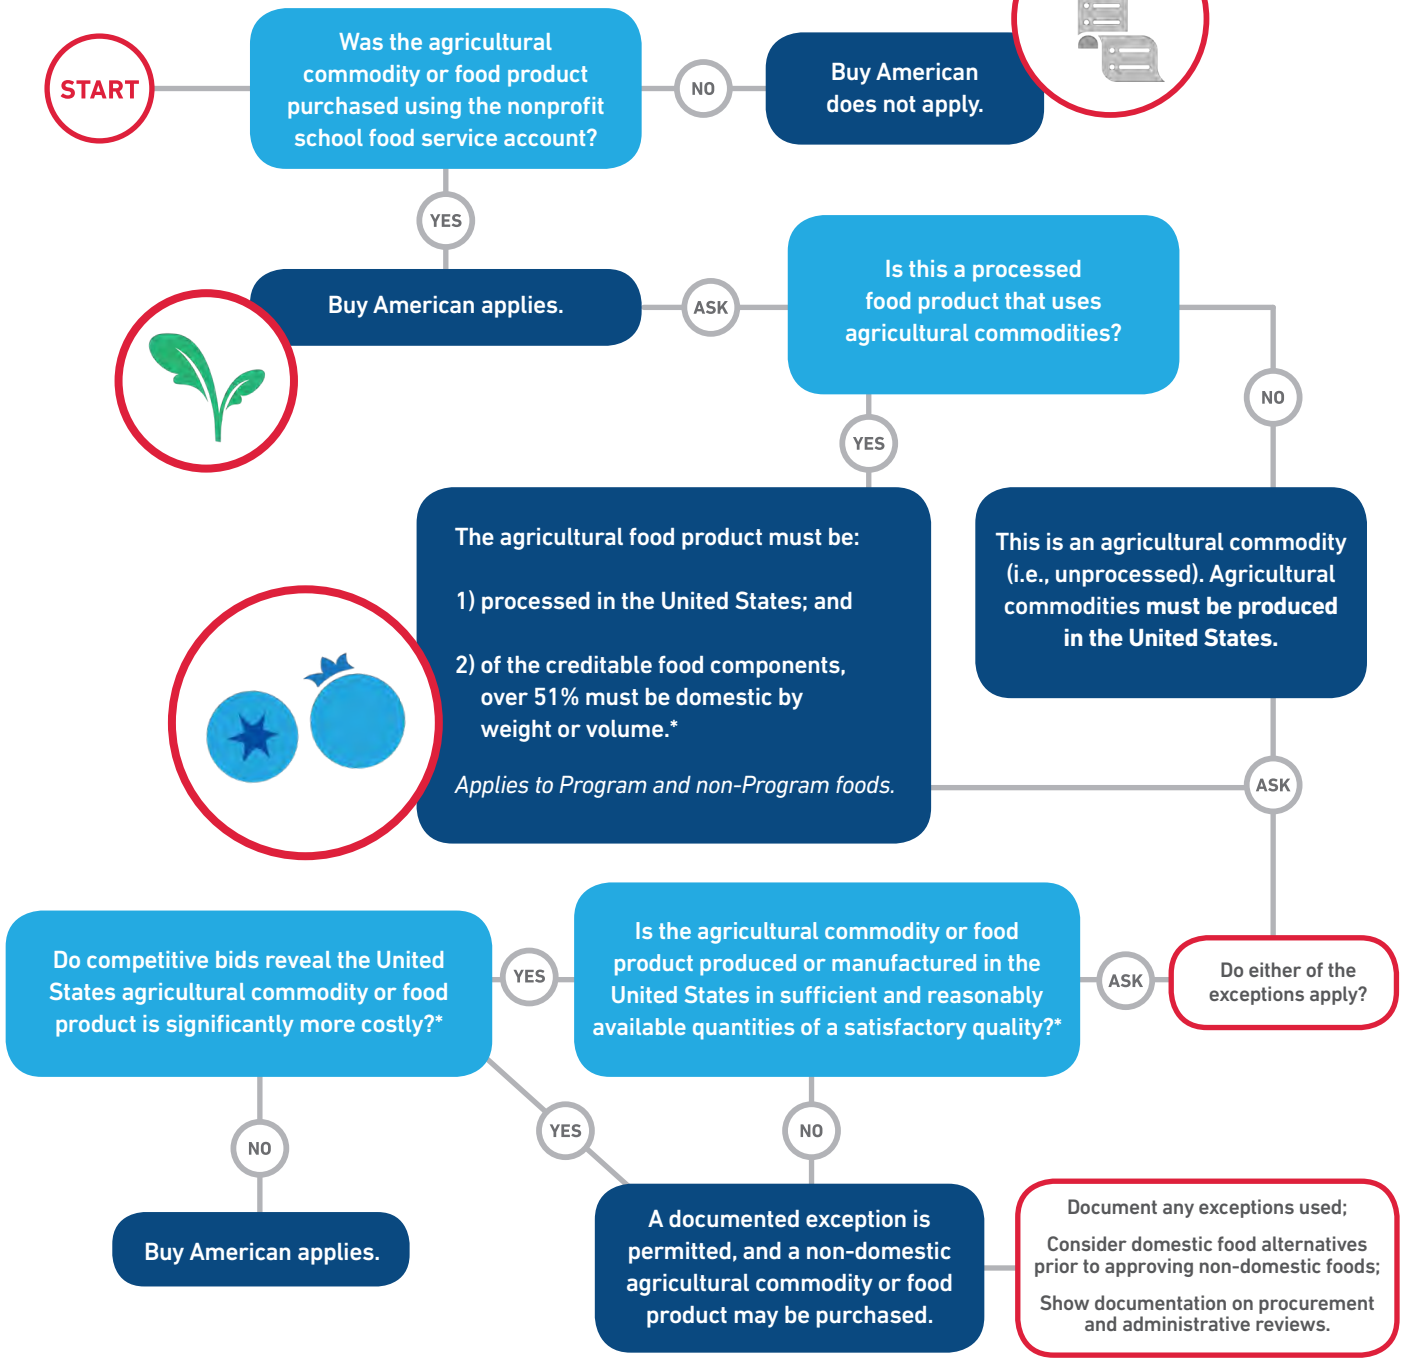 START
Was the agricultural
commodity or food product
purchased using the nonprofit
school food service account?
NO
Buy American
does not apply.
YES
Buy American applies.
ASK
Is this a processed
food product that uses
agricultural commodities?
YES
NO
The agricultural food product must be:
1) processed in the United States; and
2) of the creditable food components,
over 51% must be domestic by
weight or volume.*
Applies to Program and non-Program foods.
This is an agricultural commodity
(i.e., unprocessed). Agricultural
commodities must be produced
in the United States.
ASK
Do either of the
exceptions apply?
ASK
Is the agricultural commodity or food
product produced or manufactured in the
United States in sufficient and reasonably
available quantities of a satisfactory quality?*
YES
Do competitive bids reveal the United
States agricultural commodity or food
product is significantly more costly?*
NO
YES
NO
Buy American applies.
A documented exception is
permitted, and a non-domestic
agricultural commodity or food
product may be purchased.
Document any exceptions used;
Consider domestic food alternatives
prior to approving non-domestic foods;
Show documentation on procurement
and administrative reviews.